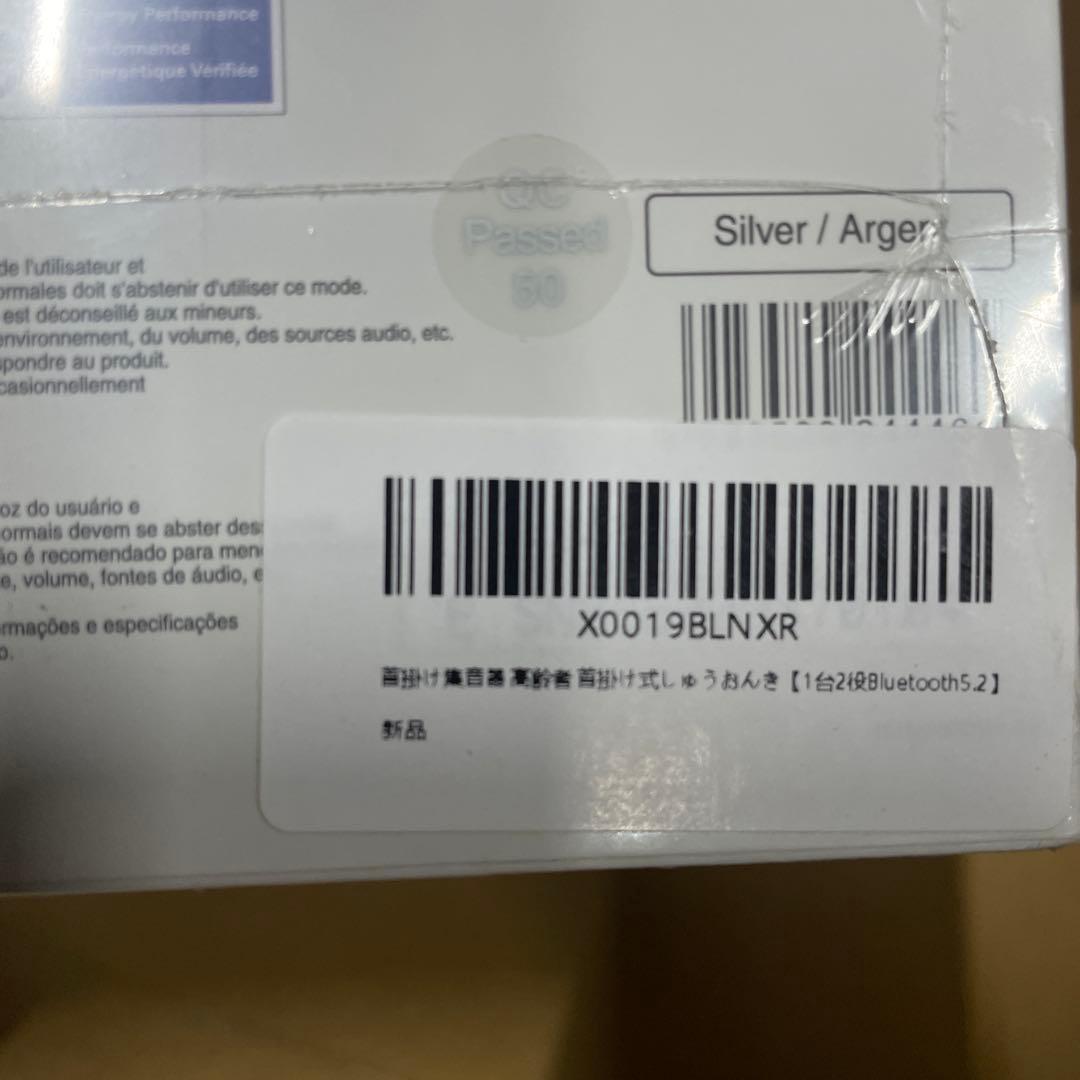 Energy Performance
Performance
Énergétique Vérifiée
QC
Passed
50
Silver / Argen
de l'utilisateur et
ormales doit s'abstenir d'utiliser ce mode.
est déconseillé aux mineurs.
environnement, du volume, des sources audio, etc.
spondre au produit.
casionnellement
oz do usuário e
ormais devem se abster des
ão é recomendado para men
e, volume, fontes de áudio, e
rmações e especificações
o.
X0019BLNXR
首掛け集音器 高齢者 首掛け式しゅうおんき【1台2役Bluetooth5.2】
新品